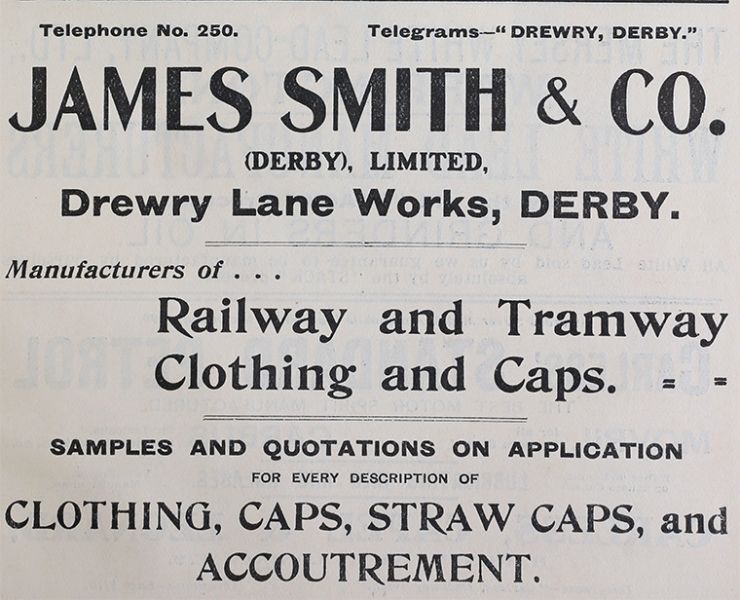 Telephone No. 250. Telegrams—"DREWRY, DERBY."
JAMES SMITH & CO.
(DERBY), LIMITED,
Drewry Lane Works, DERBY.
Manufacturers of . . .
Railway and Tramway
Clothing and Caps. = =
SAMPLES AND QUOTATIONS ON APPLICATION
FOR EVERY DESCRIPTION OF
CLOTHING, CAPS, STRAW CAPS, and
ACCOUTREMENT.